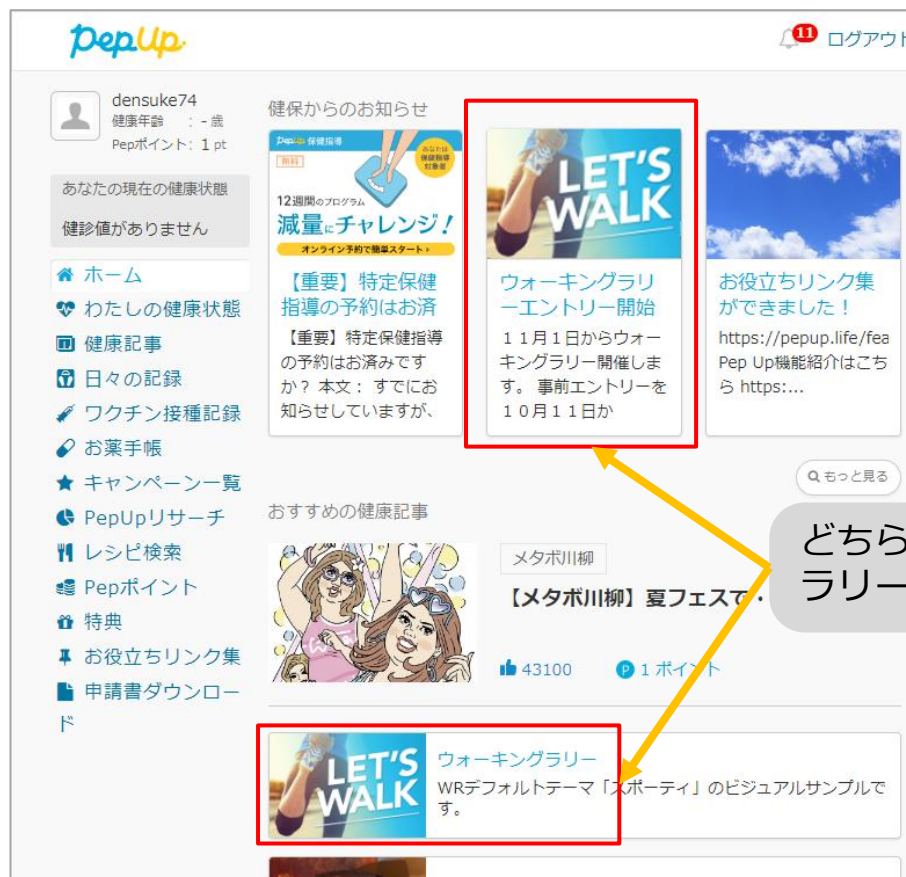 PepUp
11 ログアウト
densuke74
健康年齢 : - 歳
Pepポイント: 1 pt
あなたの現在の健康状態
健診値がありません
ホーム
わたしの健康状態
健康記事
日々の記録
ワクチン接種記録
お薬手帳
キャンペーン一覧
PepUpリサーチ
レシピ検索
Pepポイント
特典
お役立ちリンク集
申請書ダウンロー
ド
健保からのお知らせ
PepUp 保健指導
無料
あなたは
保健指導
対象者
12週間のプログラム
減量にチャレンジ！
オンライン予約で簡単スタート
【重要】特定保健
指導の予約はお済
【重要】特定保健指導
の予約はお済みです
か？ 本文： すでにお
知らせしていますが、
LET'S
WALK
ウォーキングラリ
ーエントリー開始
１１月１日からウォー
キングラリー開催しま
す。 事前エントリーを
１０月１１日か
お役立ちリンク集
ができました！
https://pepup.life/fea
Pep Up機能紹介はこち
ら https:...
もっと見る
どちら
ラリー
おすすめの健康記事
メタボ川柳
【メタボ川柳】夏フェスで・
43100 P 1 ポイント
LET'S
WALK
ウォーキングラリー
WRデフォルトテーマ「スポーティ」のビジュアルサンプルで
す。